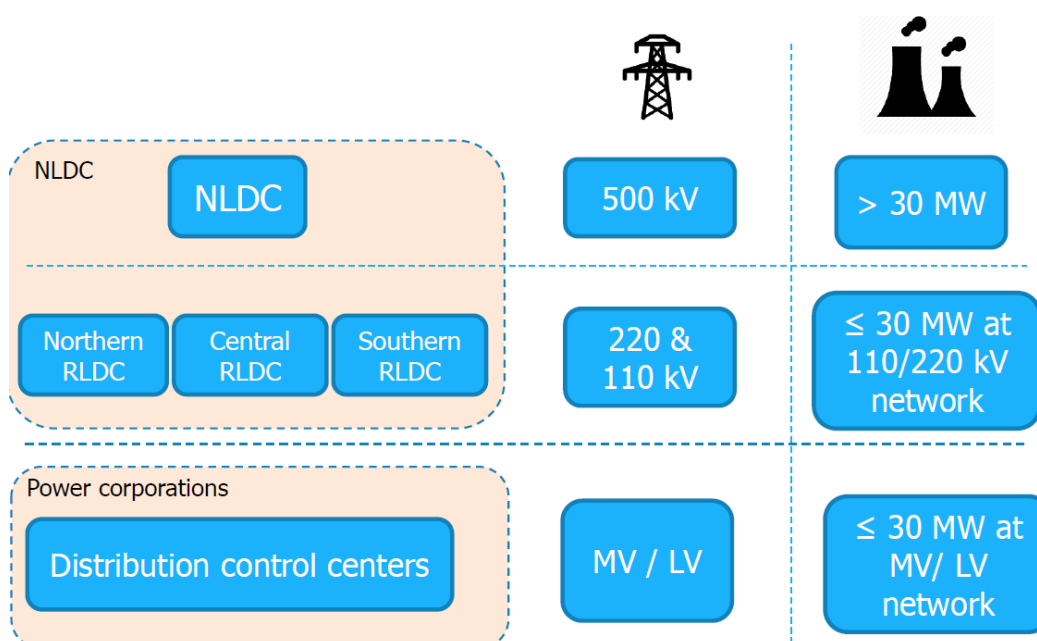 NLDC
NLDC
500 kV
> 30 MW
Northern
RLDC
Central
RLDC
Southern
RLDC
220 &
110 kV
≤ 30 MW at
110/220 kV
network
Power corporations
Distribution control centers
MV / LV
≤ 30 MW at
MV/ LV
network